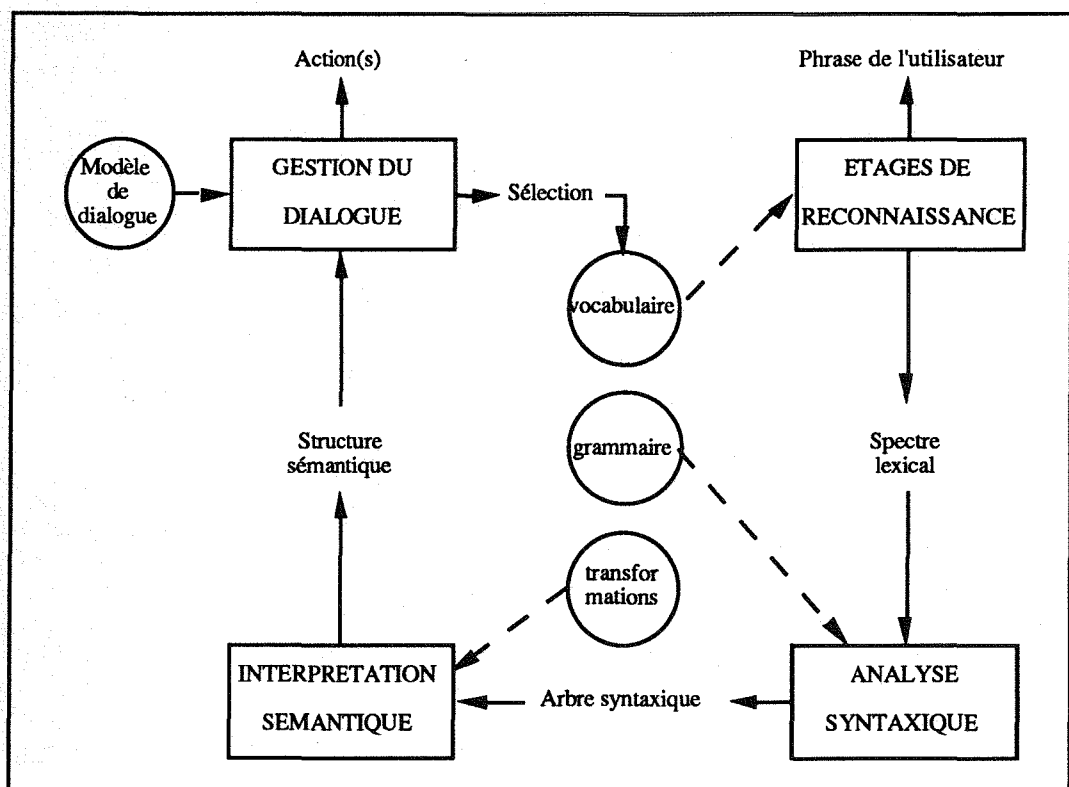 Action(s)
Phrase de l'utilisateur
Modèle
de
dialogue
GESTION DU
DIALOGUE
Sélection
ETAGES DE
RECONNAISSANCE
vocabulaire
grammaire
Structure
sémantique
Spectre
lexical
transfor
mations
INTERPRETATION
SEMANTIQUE
Arbre syntaxique
ANALYSE
SYNTAXIQUE